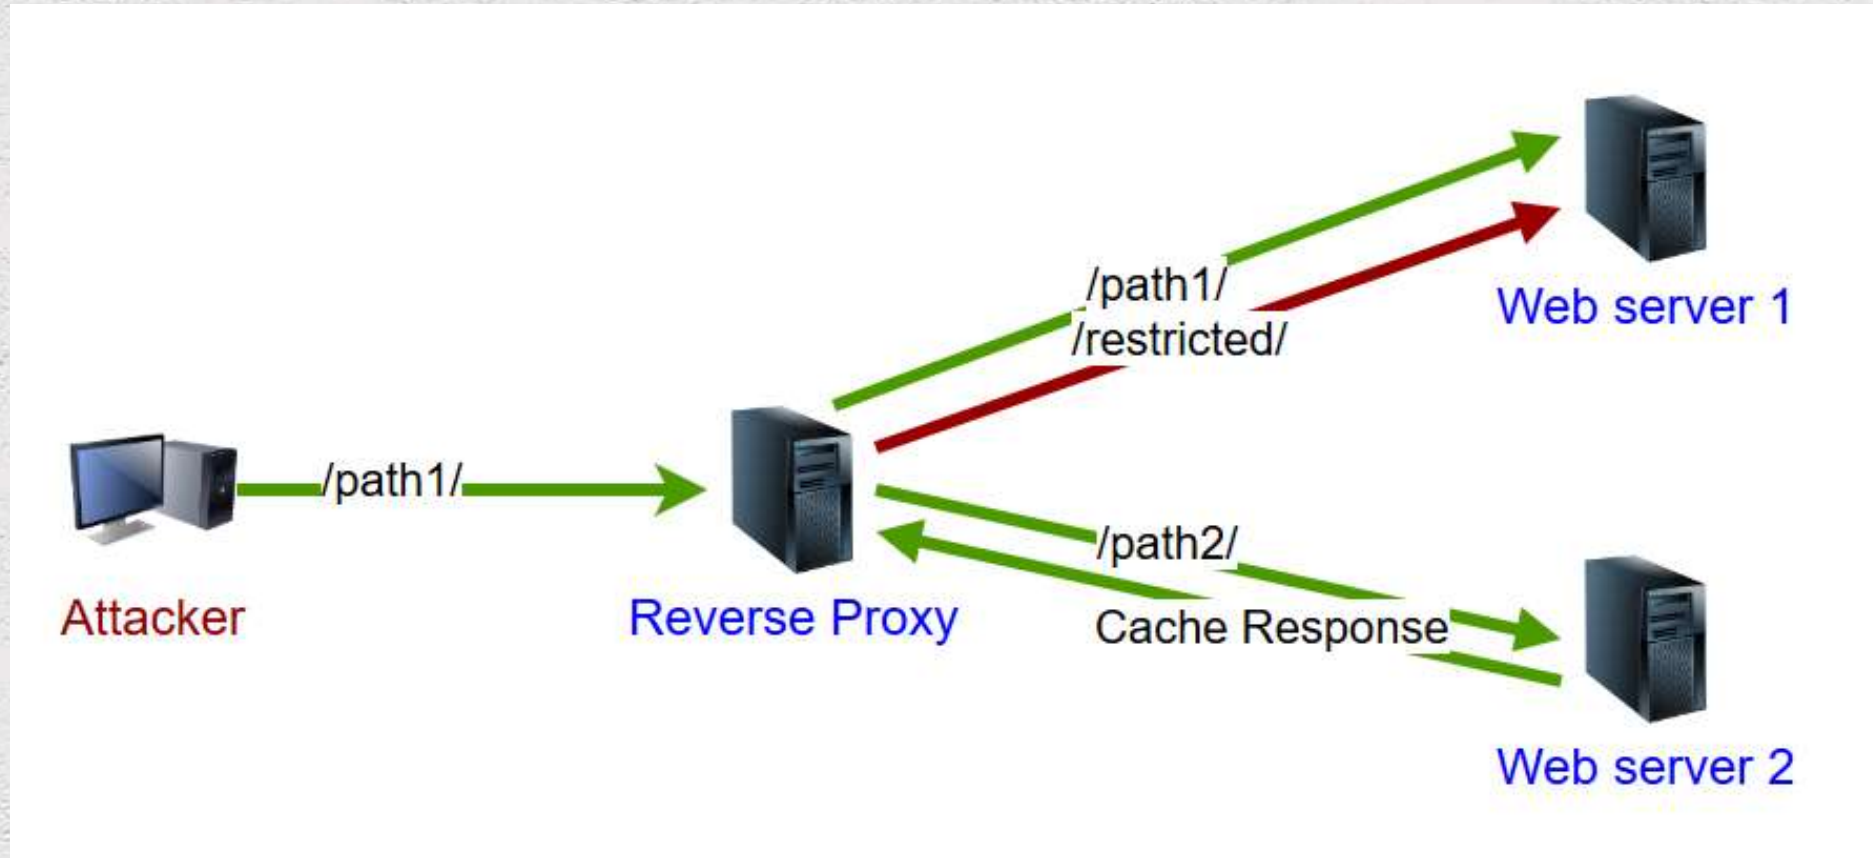 /path1/
/restricted/
Web server 1
/path1/
Attacker
Reverse Proxy
/path2/
Cache Response
Web server 2